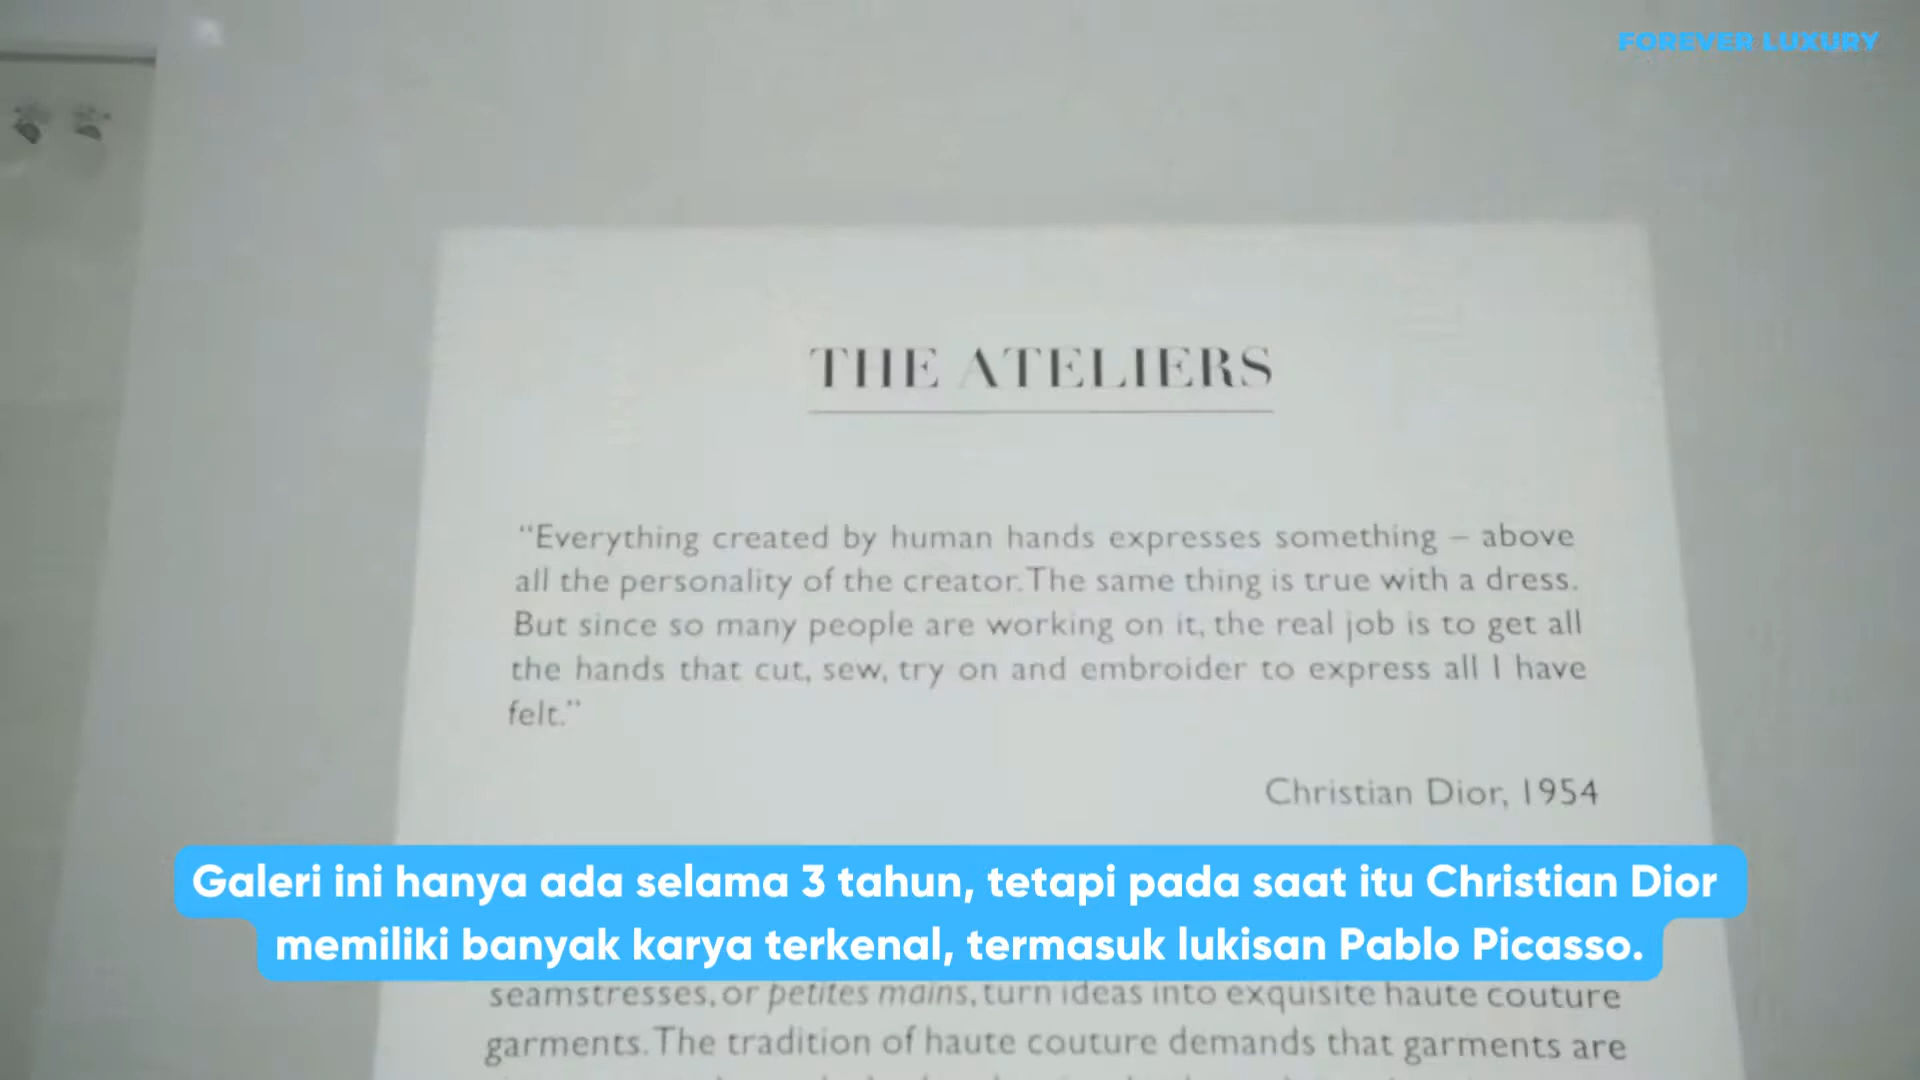 FOREVER LUXURY
THE ATELIERS
“Everything created by human hands expresses something – above
all the personality of the creator. The same thing is true with a dress.
But since so many people are working on it, the real job is to get all
the hands that cut, sew, try on and embroider to express all I have
felt.”
Christian Dior, 1954
Galeri ini hanya ada selama 3 tahun, tetapi pada saat itu Christian Dior
memiliki banyak karya terkenal, termasuk lukisan Pablo Picasso.
seamstresses, or petites mains, turn ideas into exquisite haute couture
garments. The tradition of haute couture demands that garments are